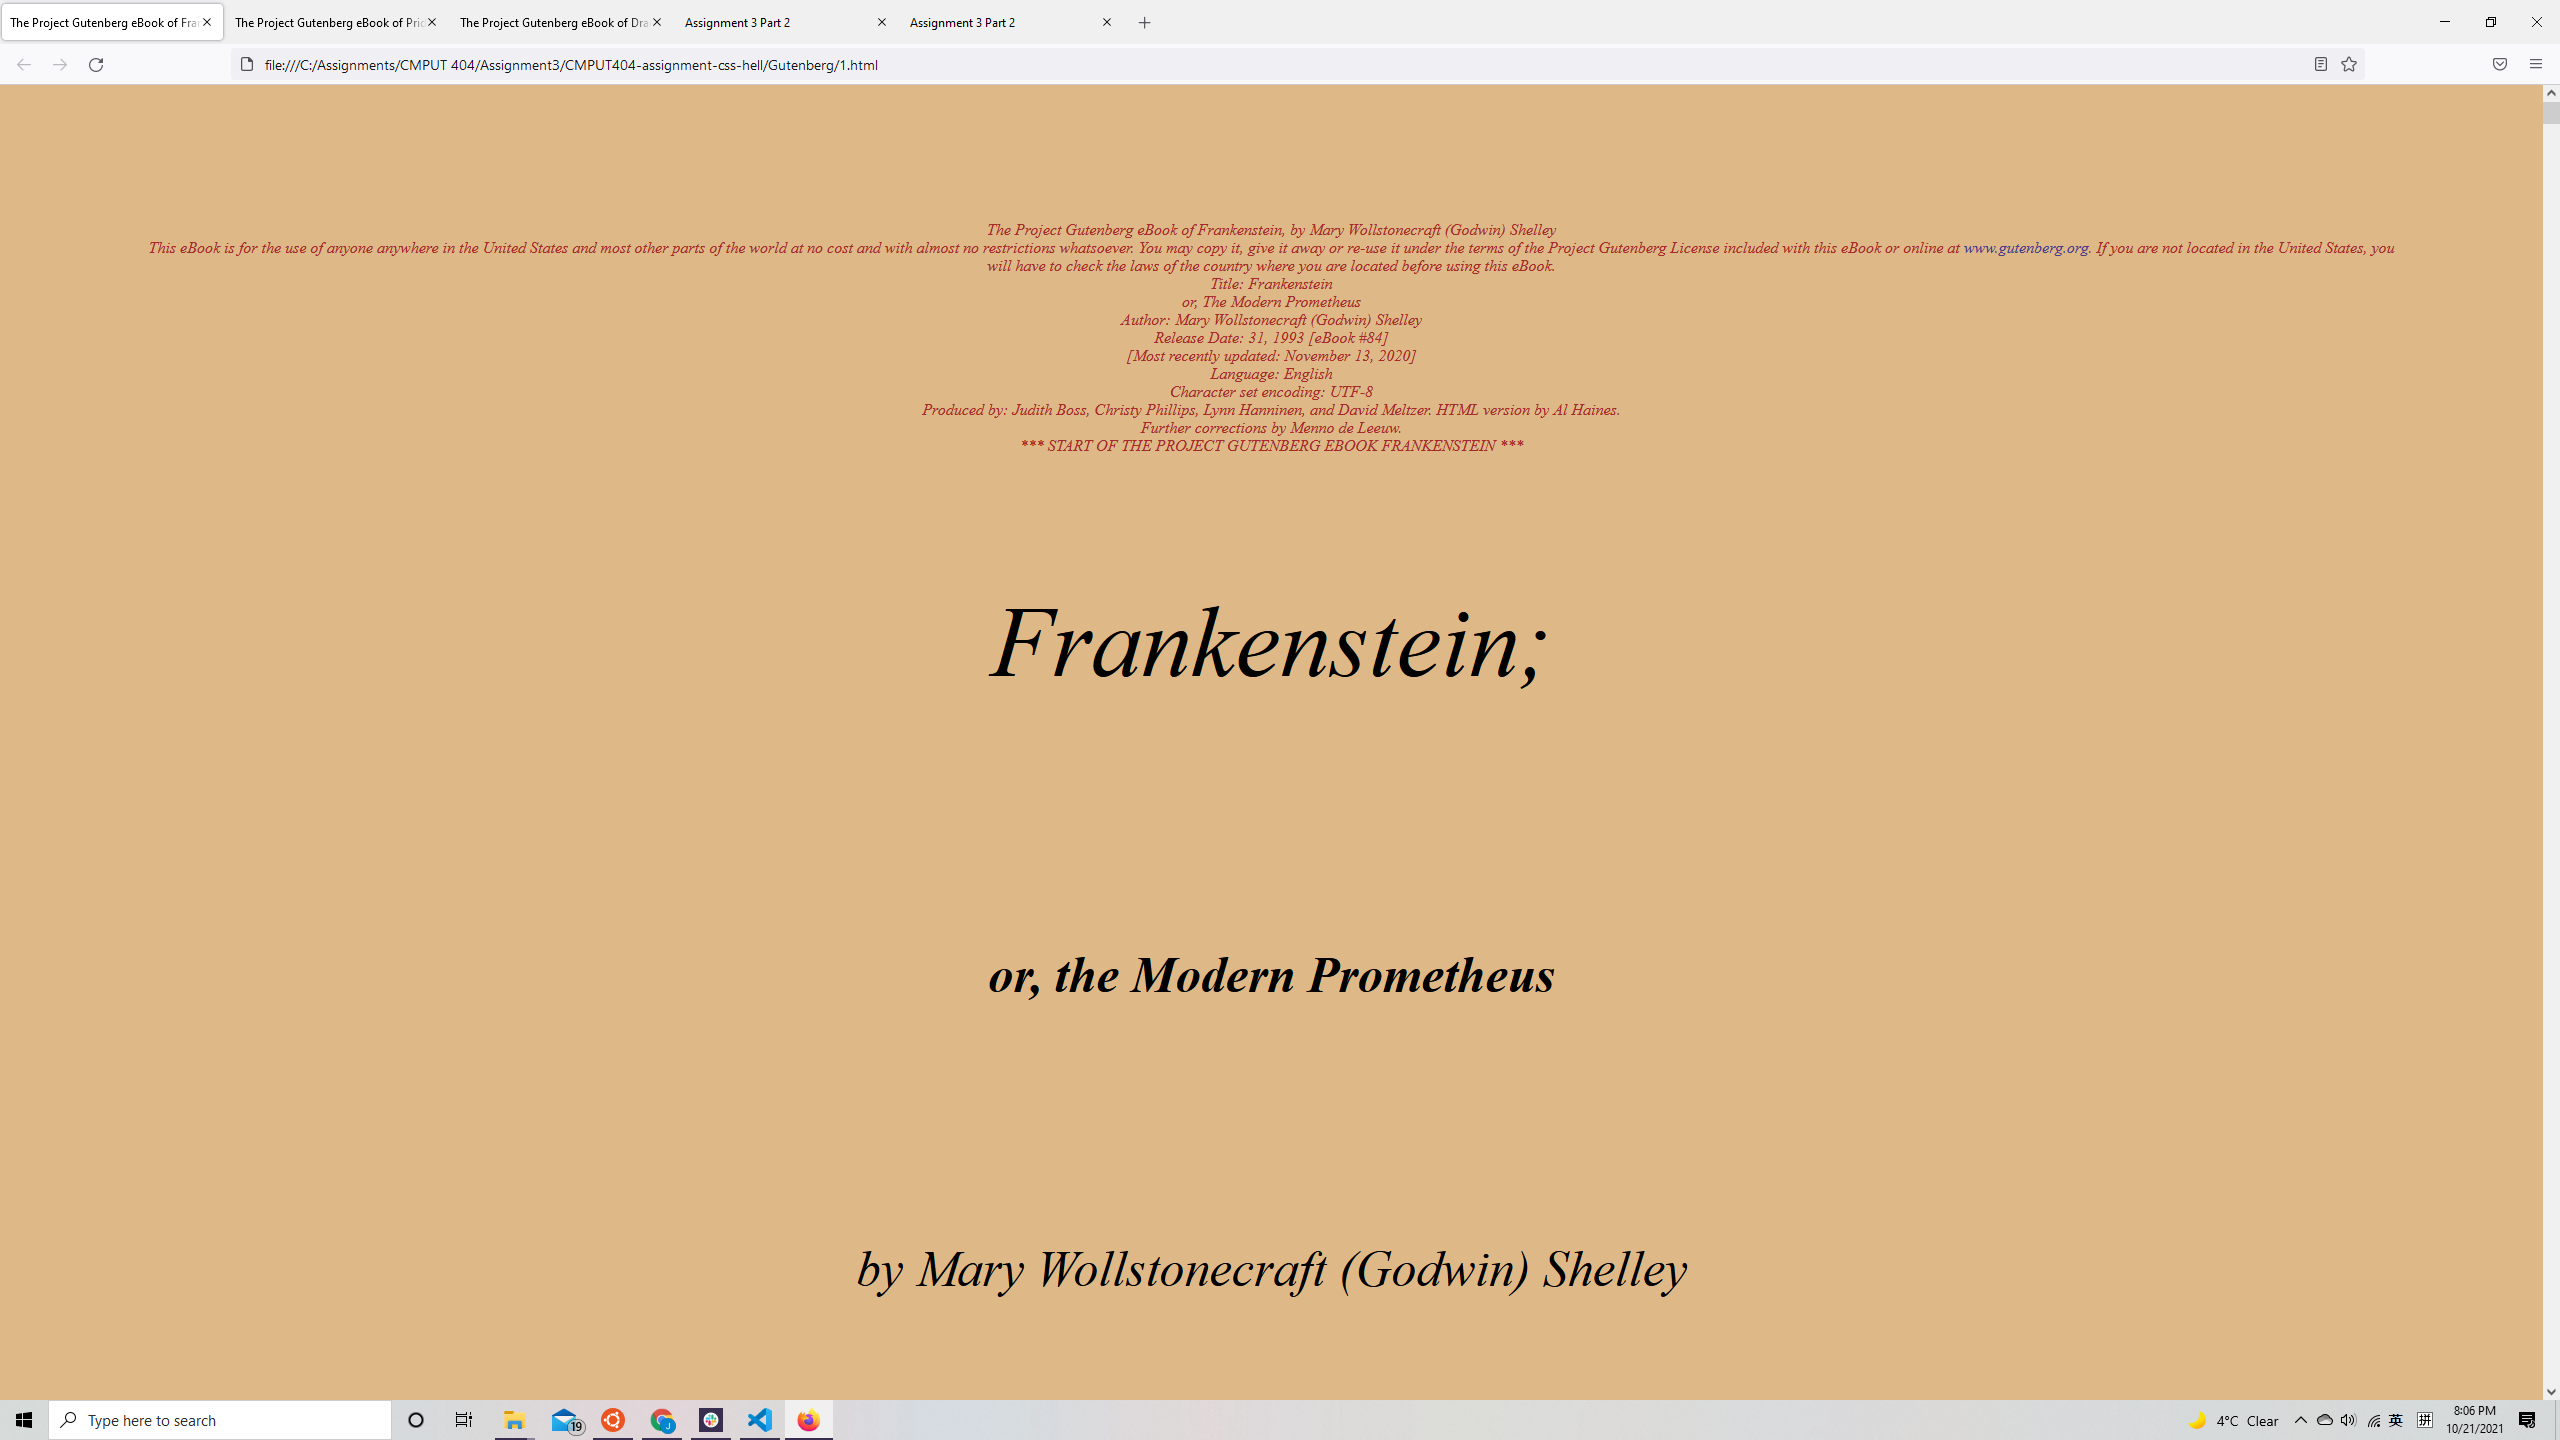 The Project Gutenberg eBook of Fra
The Project Gutenberg eBook of Prid
The Project Gutenberg eBook of Dra
Assignment 3 Part 2
Assignment 3 Part 2
file:///C:/Assignments/CMPUT 404/Assignment3/CMPUT404-assignment-css-hell/Gutenberg/1.html
The Project Gutenberg eBook of Frankenstein, by Mary Wollstonecraft (Godwin) Shelley
This eBook is for the use of anyone anywhere in the United States and most other parts of the world at no cost and with almost no restrictions whatsoever. You may copy it, give it away or re-use it under the terms of the Project Gutenberg License included with this eBook or online at www.gutenberg.org. If you are not located in the United States, you
will have to check the laws of the country where you are located before using this eBook.
Title: Frankenstein
or, The Modern Prometheus
Author: Mary Wollstonecraft (Godwin) Shelley
Release Date: 31, 1993 [eBook #84]
[Most recently updated: November 13, 2020]
Language: English
Character set encoding: UTF-8
Produced by: Judith Boss, Christy Phillips, Lynn Hanninen, and David Meltzer. HTML version by Al Haines.
Further corrections by Menno de Leeuw.
*** START OF THE PROJECT GUTENBERG EBOOK FRANKENSTEIN ***
Frankenstein;
or, the Modern Prometheus
by Mary Wollstonecraft (Godwin) Shelley
Type here to search
19
J
4°C Clear
英
拼
8:06 PM
10/21/2021